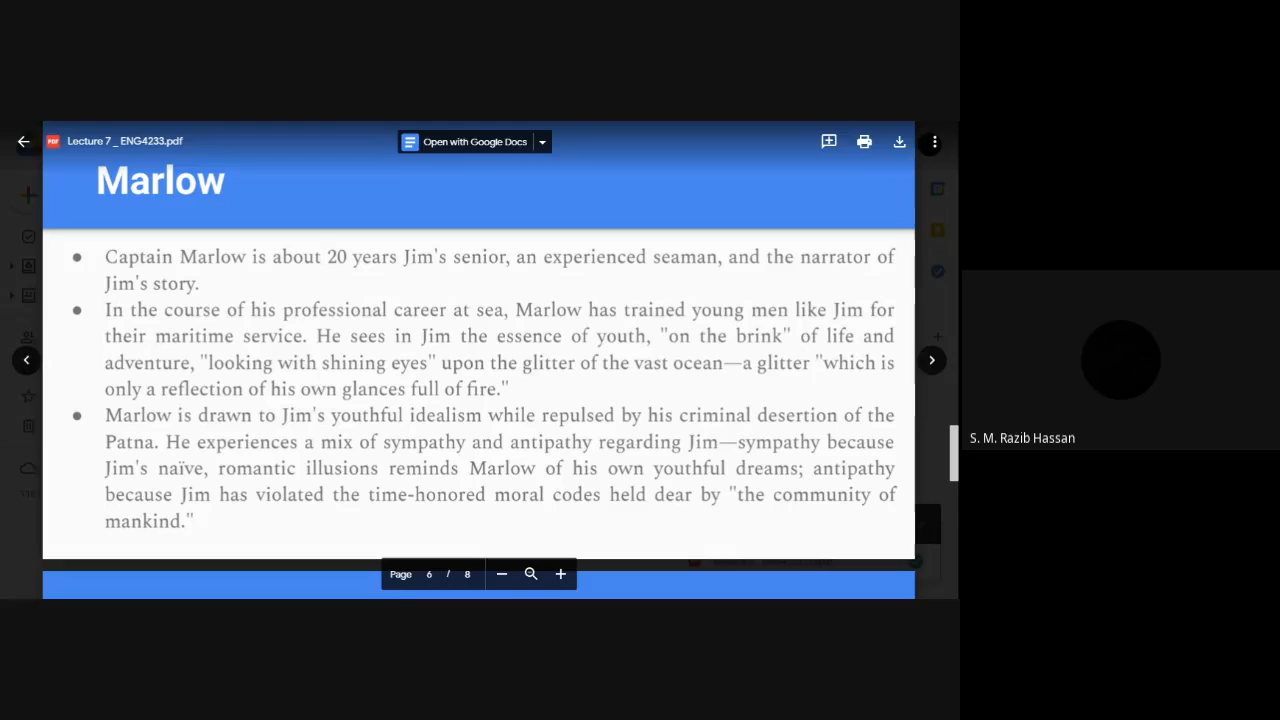 Lecture 7 _ ENG4233.pdf
Open with Google Docs
Marlow
● Captain Marlow is about 20 years Jim's senior, an experienced seaman, and the narrator of
Jim's story.
● In the course of his professional career at sea, Marlow has trained young men like Jim for
their maritime service. He sees in Jim the essence of youth, "on the brink" of life and
adventure, "looking with shining eyes" upon the glitter of the vast ocean—a glitter "which is
only a reflection of his own glances full of fire."
● Marlow is drawn to Jim's youthful idealism while repulsed by his criminal desertion of the
Patna. He experiences a mix of sympathy and antipathy regarding Jim—sympathy because
Jim's naïve, romantic illusions reminds Marlow of his own youthful dreams; antipathy
because Jim has violated the time-honored moral codes held dear by "the community of
mankind."
Page 6 / 8
S. M. Razib Hassan